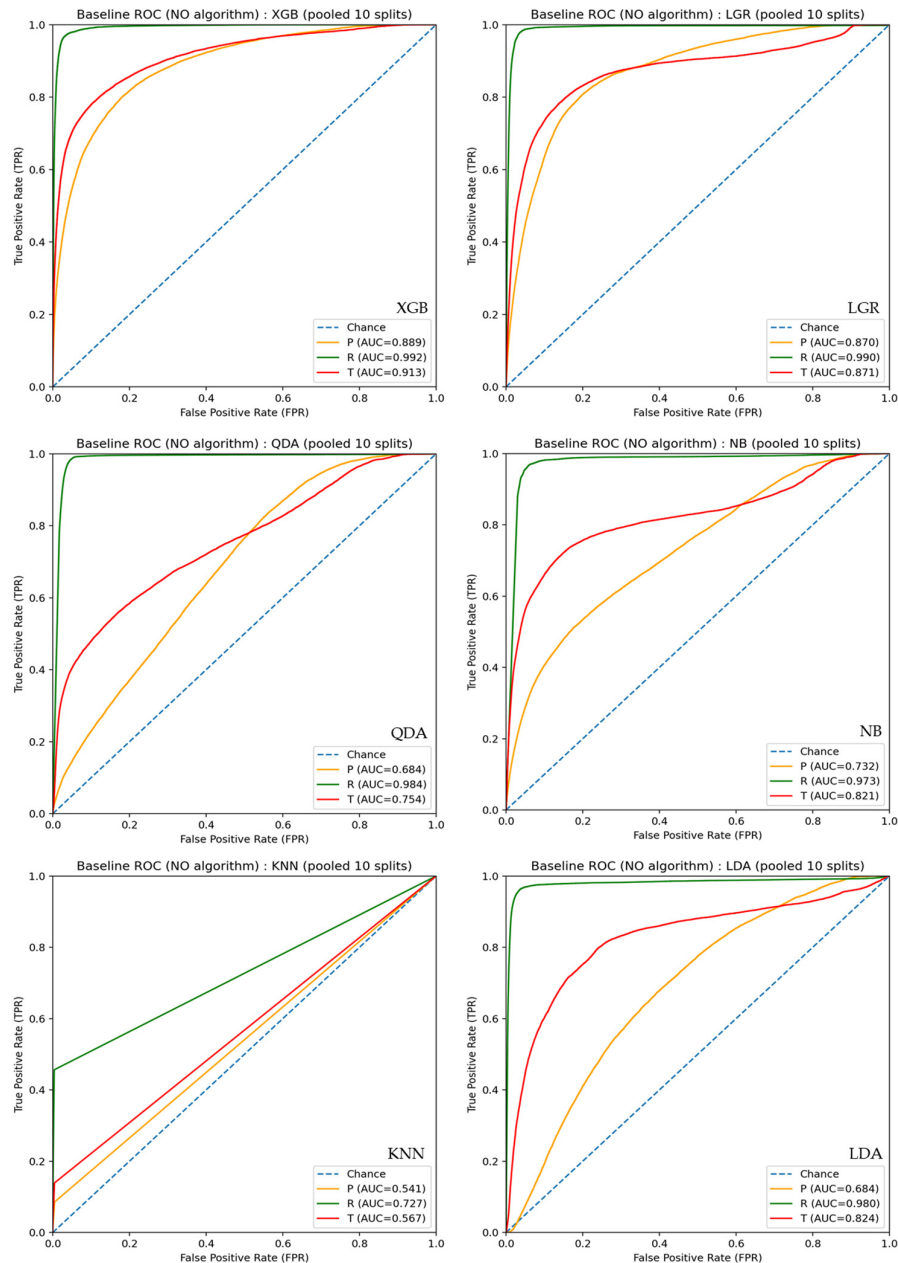 Baseline ROC (NO algorithm) : XGB (pooled 10 splits)
True Positive Rate (TPR)
1.0
0.8
0.6
0.4
0.2
0.0
XGB
Chance
P (AUC=0.889)
R (AUC=0.992)
T (AUC=0.913)
0.0 0.2 0.4 0.6 0.8 1.0
False Positive Rate (FPR)
Baseline ROC (NO algorithm) : LGR (pooled 10 splits)
True Positive Rate (TPR)
1.0
0.8
0.6
0.4
0.2
0.0
LGR
Chance
P (AUC=0.870)
R (AUC=0.990)
T (AUC=0.871)
0.0 0.2 0.4 0.6 0.8 1.0
False Positive Rate (FPR)
Baseline ROC (NO algorithm) : QDA (pooled 10 splits)
True Positive Rate (TPR)
1.0
0.8
0.6
0.4
0.2
0.0
QDA
Chance
P (AUC=0.684)
R (AUC=0.984)
T (AUC=0.754)
0.0 0.2 0.4 0.6 0.8 1.0
False Positive Rate (FPR)
Baseline ROC (NO algorithm) : NB (pooled 10 splits)
True Positive Rate (TPR)
1.0
0.8
0.6
0.4
0.2
0.0
NB
Chance
P (AUC=0.732)
R (AUC=0.973)
T (AUC=0.821)
0.0 0.2 0.4 0.6 0.8 1.0
False Positive Rate (FPR)
Baseline ROC (NO algorithm) : KNN (pooled 10 splits)
True Positive Rate (TPR)
1.0
0.8
0.6
0.4
0.2
0.0
KNN
Chance
P (AUC=0.541)
R (AUC=0.727)
T (AUC=0.567)
0.0 0.2 0.4 0.6 0.8 1.0
False Positive Rate (FPR)
Baseline ROC (NO algorithm) : LDA (pooled 10 splits)
True Positive Rate (TPR)
1.0
0.8
0.6
0.4
0.2
0.0
LDA
Chance
P (AUC=0.684)
R (AUC=0.980)
T (AUC=0.824)
0.0 0.2 0.4 0.6 0.8 1.0
False Positive Rate (FPR)